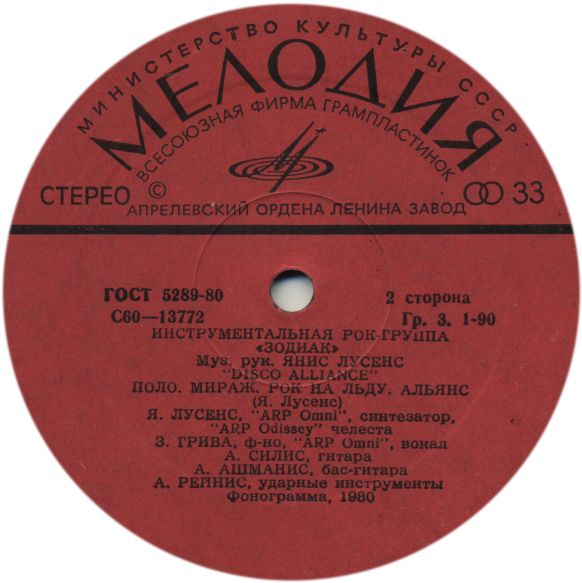 МИНИСТЕРСТВО КУЛЬТУРЫ СССР
МЕЛОДИЯ
ВСЕСОЮЗНАЯ ФИРМА ГРАМПЛАСТИНОК
СТЕРЕО © 33
АПРЕЛЕВСКИЙ ОРДЕНА ЛЕНИНА ЗАВОД
ГОСТ 5289-80 2 сторона
С60—13772 Гр. 3. 1-90
ИНСТРУМЕНТАЛЬНАЯ РОК-ГРУППА
«ЗОДИАК»
Муз. рук. ЯНИС ЛУСЕНС
"DISCO ALLIANCE"
ПОЛО. МИРАЖ. РОК НА ЛЬДУ. АЛЬЯНС
(Я. Лусенс)
Я. ЛУСЕНС, "ARP Omni", синтезатор,
"ARP Odissey" челеста
З. ГРИВА, ф-но, "ARP Omni", вокал
А. СИЛИС, гитара
А. АШМАНИС, бас-гитара
А. РЕЙНИС, ударные инструменты
Фонограмма, 1980